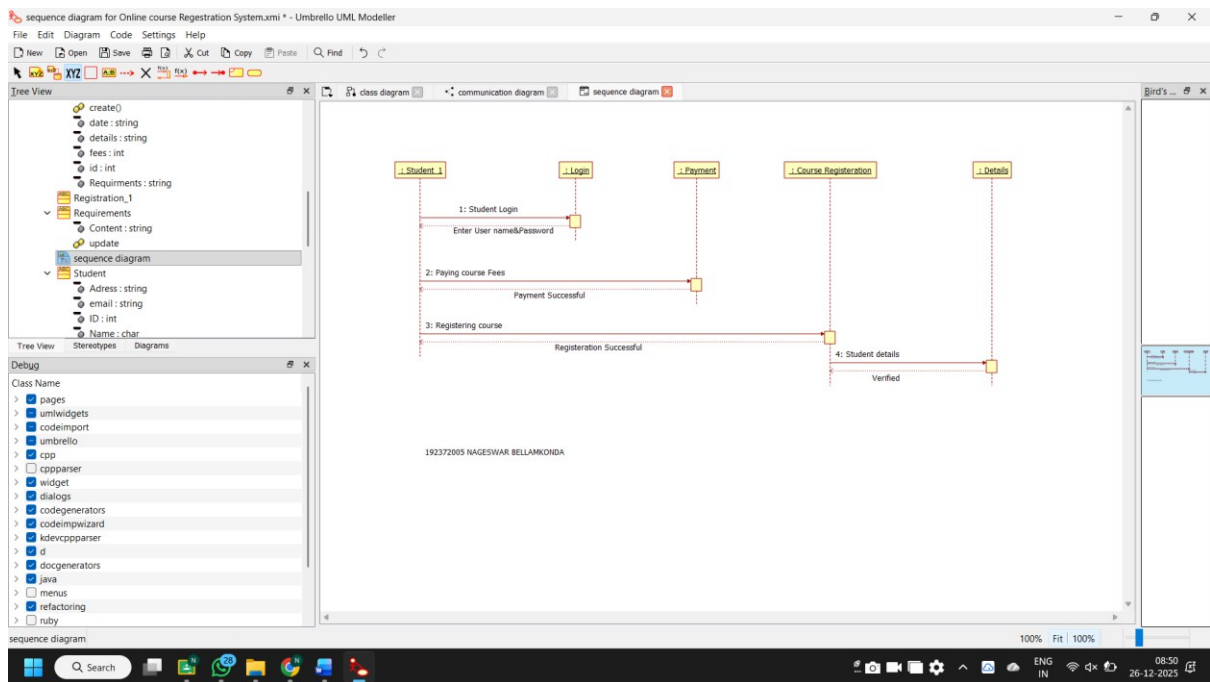 sequence diagram for Online course Regestration System.xmi * - Umbrello UML Modeller
File Edit Diagram Code Settings Help
New Open Save Cut Copy Paste Find
XYZ XYZ A:B f(x) f(x)
Tree View
class diagram communication diagram sequence diagram
Bird's ...
create()
date : string
details : string
fees : int
id : int
Requirments : string
Registration_1
Requirements
Content : string
update
sequence diagram
Student
Adress : string
email : string
ID : int
Name : char
Tree View Stereotypes Diagrams
Debug
Class Name
pages
umlwidgets
codeimport
umbrello
cpp
cppparser
widget
dialogs
codegenerators
codeimpwizard
kdevcppparser
d
docgenerators
java
menus
refactoring
ruby
: Student_1 : Login : Payment : Course Registeration : Details
1: Student Login
Enter User name&Password
2: Paying course Fees
Payment Successful
3: Registering course
Registeration Successful
4: Student details
Verified
192372005 NAGESWAR BELLAMKONDA
sequence diagram
100% Fit 100%
Search
28
ENG
IN
08:50
26-12-2025